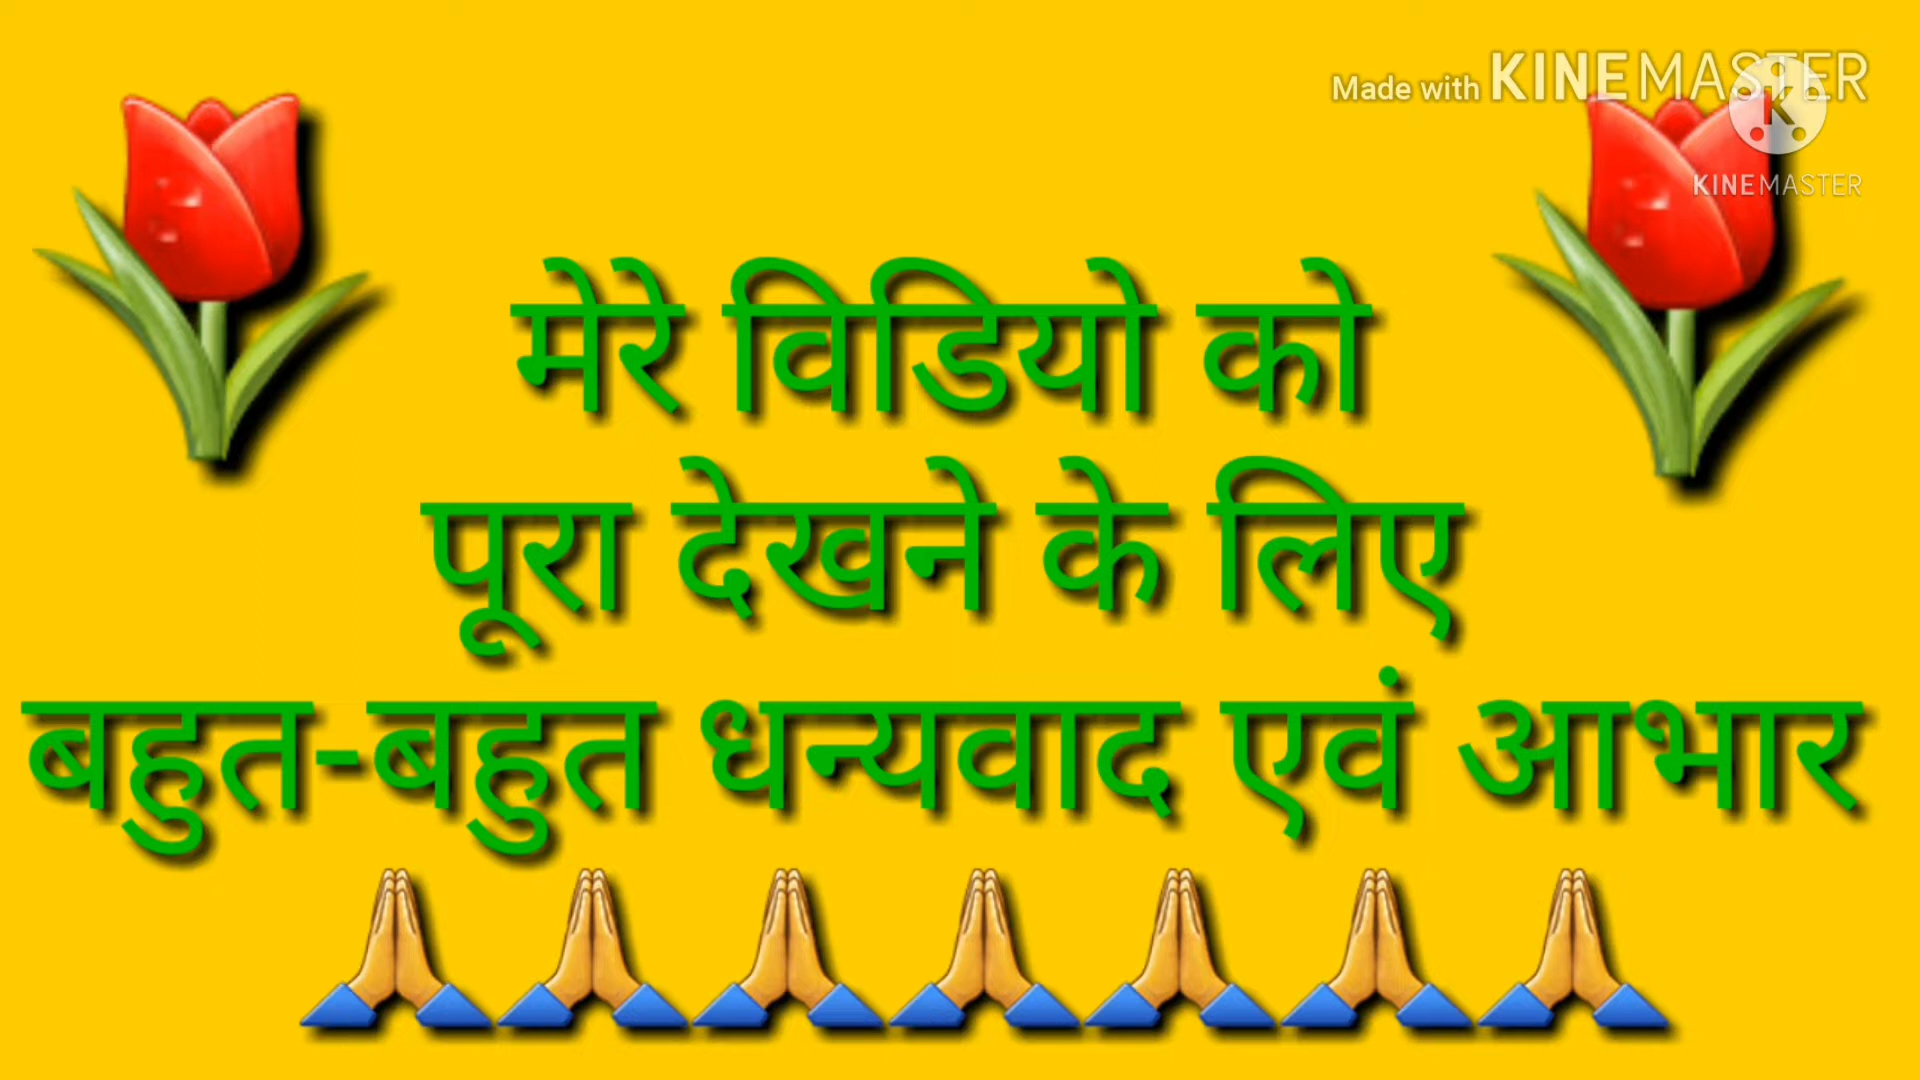 Made with KINEMASTER
KINEMASTER
मेरे विडियो को
पूरा देखने के लिए
बहुत-बहुत धन्यवाद एवं आभार